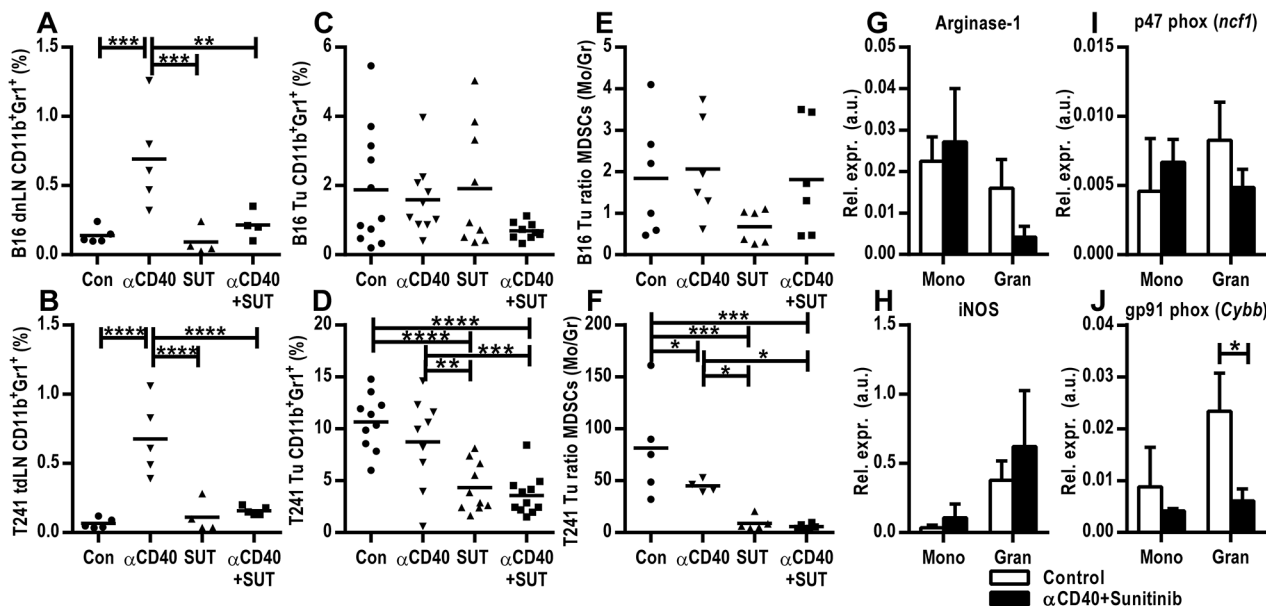 A
B16 dnLN CD11b+Gr1+ (%)
1.5
1.0
0.5
0.0
***
**
***
Con
αCD40
SUT
αCD40
+SUT
C
B16 Tu CD11b+Gr1+ (%)
6
4
2
0
Con
αCD40
SUT
αCD40
+SUT
E
B16 Tu ratio MDSCs (Mo/Gr)
5
4
3
2
1
0
Con
αCD40
SUT
αCD40
+SUT
G
Arginase-1
Rel. expr. (a.u.)
0.05
0.04
0.03
0.02
0.01
0.00
Mono
Gran
I
p47 phox (ncf1)
Rel. expr. (a.u.)
0.015
0.010
0.005
0.000
Mono
Gran
B
T241 tdLN CD11b+Gr1+ (%)
1.5
1.0
0.5
0.0
****
****
****
Con
αCD40
SUT
αCD40
+SUT
D
T241 Tu CD11b+Gr1+ (%)
20
15
10
5
0
****
****
***
**
Con
αCD40
SUT
αCD40
+SUT
F
T241 Tu ratio MDSCs (Mo/Gr)
200
150
100
50
0
***
***
*
*
*
Con
αCD40
SUT
αCD40
+SUT
H
iNOS
Rel. expr. (a.u.)
1.5
1.0
0.5
0.0
Mono
Gran
J
gp91 phox (Cybb)
Rel. expr. (a.u.)
0.04
0.03
0.02
0.01
0.00
*
Mono
Gran
Control
αCD40+Sunitinib